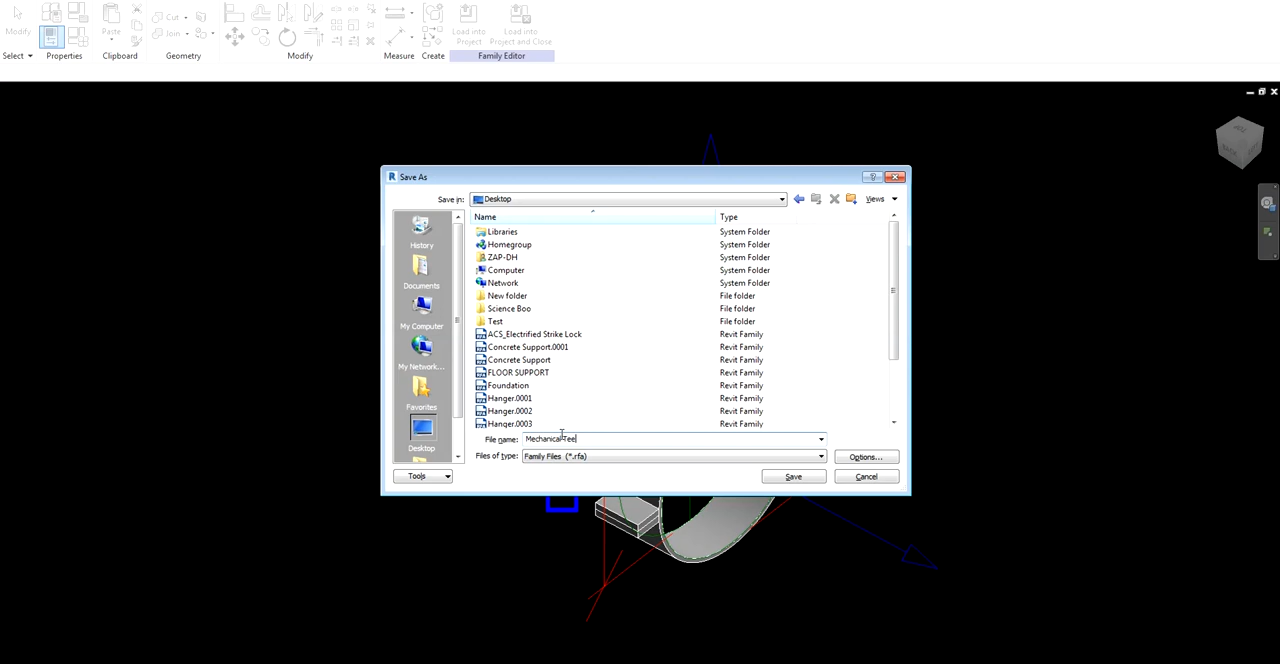 Modify
Cut
Join
Paste
Load into
Project
Load into
Project and Close
Select
Properties
Clipboard
Geometry
Modify
Measure
Create
Family Editor
TOP
BACK
R Save As
?
Save in: Desktop
Views
Name
Type
Libraries System Folder
Homegroup System Folder
ZAP-DH System Folder
Computer System Folder
Network System Folder
New folder File folder
Science Boo File folder
Test File folder
ACS_Electrified Strike Lock Revit Family
Concrete Support.0001 Revit Family
Concrete Support Revit Family
FLOOR SUPPORT Revit Family
Foundation Revit Family
Hanger.0001 Revit Family
Hanger.0002 Revit Family
Hanger.0003 Revit Family
History
Documents
My Computer
My Network...
Favorites
Desktop
File name: Mechanical Tee
Files of type: Family Files (*.rfa)
Options...
Tools
Save
Cancel